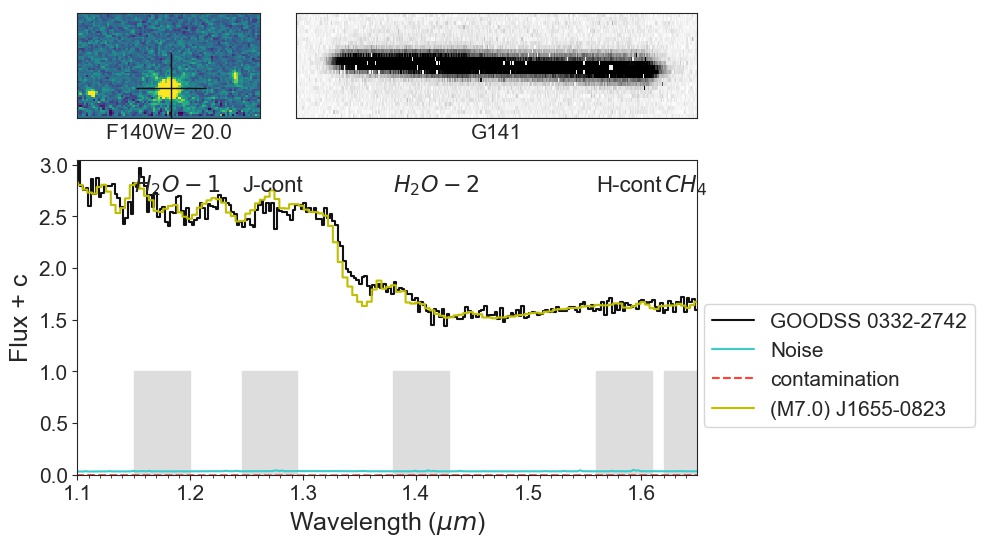 F140W= 20.0
G141
H₂O − 1 J-cont H₂O − 2 H-cont CH₄
3.0
2.5
2.0
1.5
1.0
0.5
0.0
Flux + c
1.1 1.2 1.3 1.4 1.5 1.6
Wavelength (μm)
GOODSS 0332-2742
Noise
contamination
(M7.0) J1655-0823